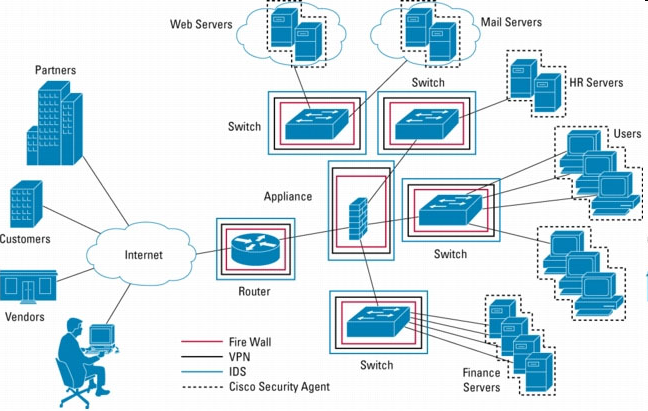 Web Servers
Mail Servers
Partners
Switch
HR Servers
Switch
Users
Appliance
Customers
Internet
Switch
Router
Vendors
Fire Wall
VPN
IDS
Cisco Security Agent
Switch
Finance
Servers